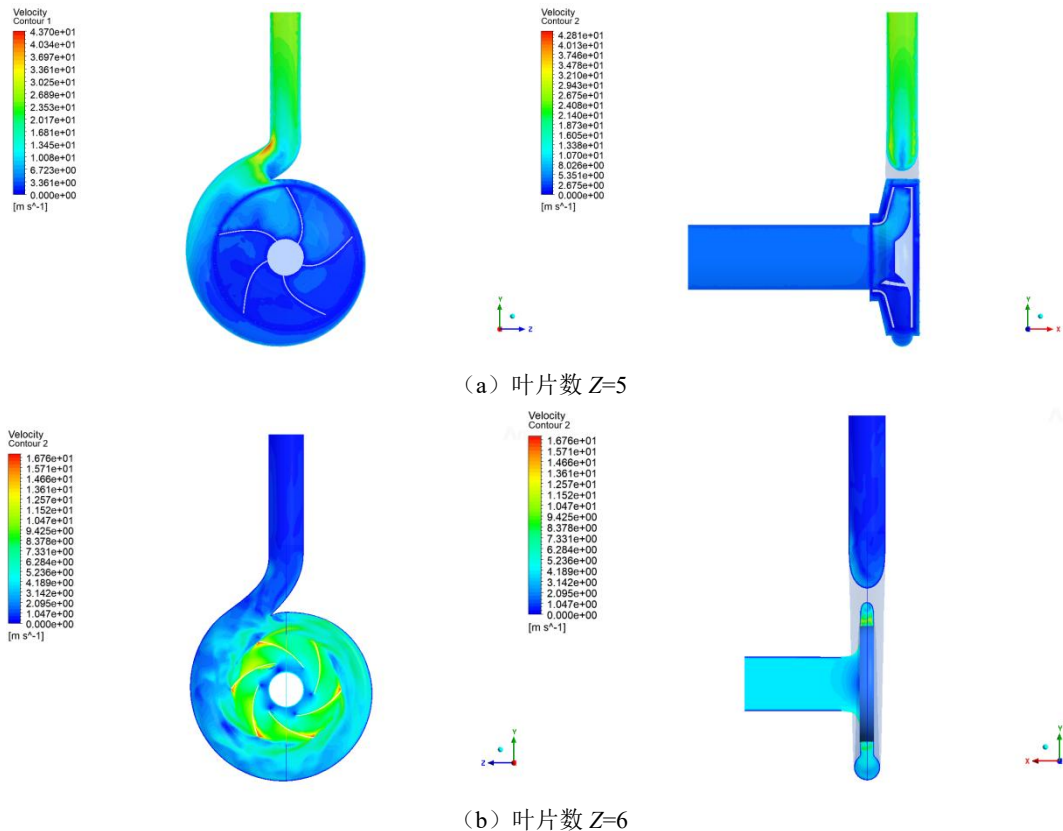 Velocity
Contour 1
4.370e+01
4.034e+01
3.697e+01
3.361e+01
3.025e+01
2.689e+01
2.353e+01
2.017e+01
1.681e+01
1.345e+01
1.008e+01
6.723e+00
3.361e+00
0.000e+00
[m s^-1]
Y
Z
Velocity
Contour 2
4.281e+01
4.013e+01
3.746e+01
3.478e+01
3.210e+01
2.943e+01
2.675e+01
2.408e+01
2.140e+01
1.873e+01
1.605e+01
1.338e+01
1.070e+01
8.026e+00
5.351e+00
2.675e+00
0.000e+00
[m s^-1]
Y
X
（a）叶片数 Z=5
Velocity
Contour 2
1.676e+01
1.571e+01
1.466e+01
1.361e+01
1.257e+01
1.152e+01
1.047e+01
9.425e+00
8.378e+00
7.331e+00
6.284e+00
5.236e+00
4.189e+00
3.142e+00
2.095e+00
1.047e+00
0.000e+00
[m s^-1]
Y
Z
Velocity
Contour 2
1.676e+01
1.571e+01
1.466e+01
1.361e+01
1.257e+01
1.152e+01
1.047e+01
9.425e+00
8.378e+00
7.331e+00
6.284e+00
5.236e+00
4.189e+00
3.142e+00
2.095e+00
1.047e+00
0.000e+00
[m s^-1]
Y
X
（b）叶片数 Z=6